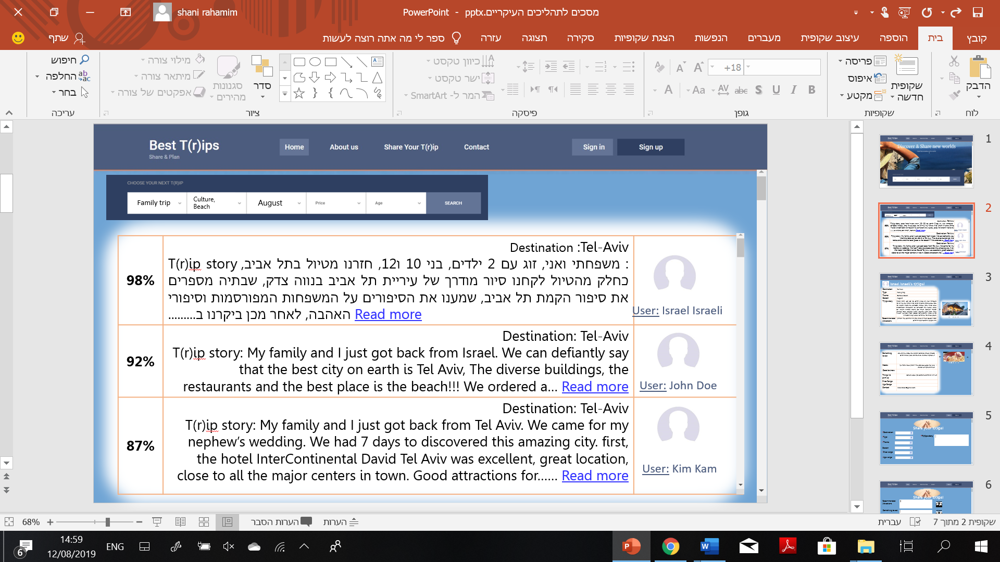 shani rahamim
PowerPoint - pptx.מסכים לתהליכים העיקריים
קובץ
בית
הוספה
עיצוב שקופית
מעברים
הנפשות
הצגת שקופיות
סקירה
תצוגה
עזרה
ספר לי מה אתה רוצה לעשות
שתף
הדבק
לוח
שקופית
חדשה
פריסה
איפוס
מקטע
שקופיות
+18
B I U S abc AV Aa A
גופן
כיוון טקסט
ישר טקסט
המר ל- SmartArt
פיסקה
סדר
סגנונות
מהירים
מילוי צורה
מיתאר צורה
אפקטים של צורה
ציור
חיפוש
החלפה
בחר
עריכה
Best T(r)ips
Share & Plan
Home
About us
Share Your T(r)ip
Contact
Sign in
Sign up
CHOOSE YOUR NEXT T(R)IP
Family trip
Culture,
Beach
August
Price
Age
SEARCH
98%
Destination :Tel-Aviv
T(r)ip story ,משפחתי ואני, זוג עם 2 ילדים, בני 10 ו12, חזרנו מטיול בתל אביב :
כחלק מהטיול לקחנו סיור מודרך של עיריית תל אביב בנווה צדק, שבתיה מספרים
את סיפור הקמת תל אביב, שמענו את הסיפורים על המשפחות המפורסמות וסיפורי
האהבה, לאחר מכן ביקרנו ב......... Read more
User: Israel Israeli
92%
Destination: Tel-Aviv
T(r)ip story: My family and I just got back from Israel. We can defiantly say
that the best city on earth is Tel Aviv, The diverse buildings, the
restaurants and the best place is the beach!!! We ordered a... Read more
User: John Doe
87%
Destination: Tel-Aviv
T(r)ip story: My family and I just got back from Tel Aviv. We came for my
nephew's wedding. We had 7 days to discovered this amazing city. first,
the hotel InterContinental David Tel Aviv was excellent, great location,
close to all the major centers in town. Good attractions for...... Read more
User: Kim Kam
1
Discover & Share new worlds
2
3
Israel Israeli's t(r)ips!
4
5
Share your t(r)ips!
6
Share your t(r)ips!
שקופית 2 מתוך 7
עברית
הערות
הערות הסבר
68%
14:59
12/08/2019
ENG
6